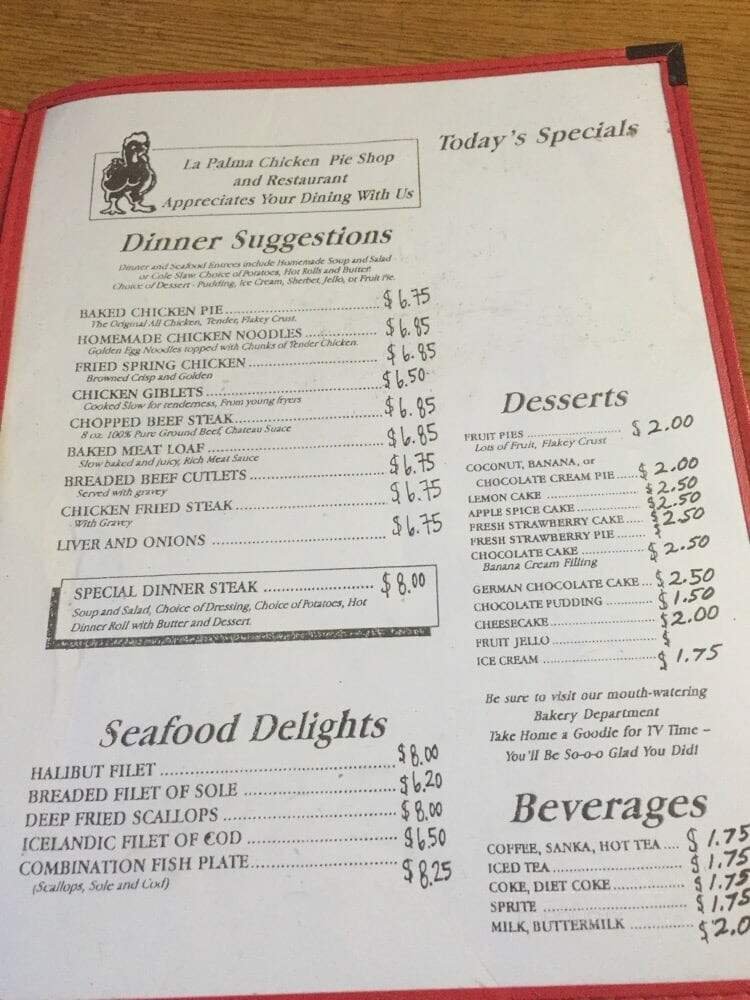 La Palma Chicken Pie Shop
and Restaurant
Appreciates Your Dining With Us
Today's Specials
Dinner Suggestions
Dinner and Seafood Entrees include Homemade Soup and Salad
or Cole Slaw Choice of Potatoes, Hot Rolls and Butter.
Choice of Dessert - Pudding, Ice Cream, Sherbet, Jello, or Fruit Pie.
BAKED CHICKEN PIE $6.75
The Original All Chicken, Tender, Flakey Crust.
HOMEMADE CHICKEN NOODLES $6.85
Golden Egg Noodles topped with Chunks of Tender Chicken.
FRIED SPRING CHICKEN $6.85
Browned Crisp and Golden
CHICKEN GIBLETS $6.50
Cooked Slow for tenderness, From young fryers
CHOPPED BEEF STEAK $6.85
8 oz. 100% Pure Ground Beef, Chateau Suace
BAKED MEAT LOAF $6.85
Slow baked and juicy, Rich Meat Sauce
BREADED BEEF CUTLETS $6.75
Served with gravey
CHICKEN FRIED STEAK $6.75
With Gravey
LIVER AND ONIONS $6.75
SPECIAL DINNER STEAK $8.00
Soup and Salad, Choice of Dressing, Choice of Potatoes, Hot
Dinner Roll with Butter and Dessert.
Seafood Delights
HALIBUT FILET $8.00
BREADED FILET OF SOLE $6.20
DEEP FRIED SCALLOPS $8.00
ICELANDIC FILET OF COD $6.50
COMBINATION FISH PLATE $8.25
(Scallops, Sole and Cod)
Desserts
FRUIT PIES $2.00
Lots of Fruit, Flakey Crust
COCONUT, BANANA, or
CHOCOLATE CREAM PIE $2.00
LEMON CAKE $2.50
APPLE SPICE CAKE $2.50
FRESH STRAWBERRY CAKE $2.50
FRESH STRAWBERRY PIE $
CHOCOLATE CAKE $2.50
Banana Cream Filling
GERMAN CHOCOLATE CAKE $2.50
CHOCOLATE PUDDING $1.50
CHEESECAKE $2.00
FRUIT JELLO $
ICE CREAM $1.75
Be sure to visit our mouth-watering
Bakery Department
Take Home a Goodie for TV Time –
You'll Be So-o-o Glad You Did!
Beverages
COFFEE, SANKA, HOT TEA $1.75
ICED TEA $1.75
COKE, DIET COKE $1.75
SPRITE $1.75
MILK, BUTTERMILK $2.0